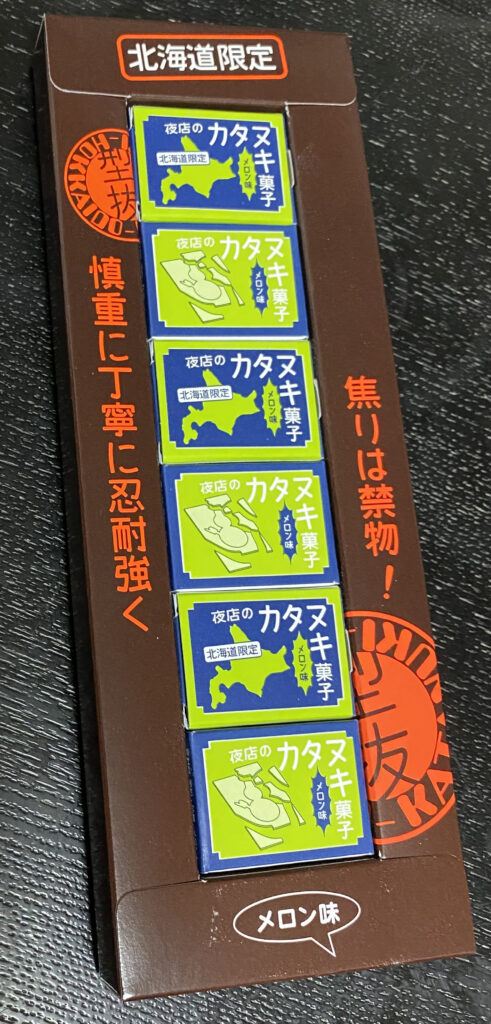 北海道限定
型抜
HOKKAIDO-
慎重に丁寧に忍耐強く
焦りは禁物！
夜店の
カタヌキ菓子
北海道限定
メロン味
夜店の
カタヌキ菓子
メロン味
夜店の
カタヌキ菓子
北海道限定
メロン味
夜店の
カタヌキ菓子
メロン味
夜店の
カタヌキ菓子
北海道限定
メロン味
夜店の
カタヌキ菓子
メロン味
型抜
メロン味